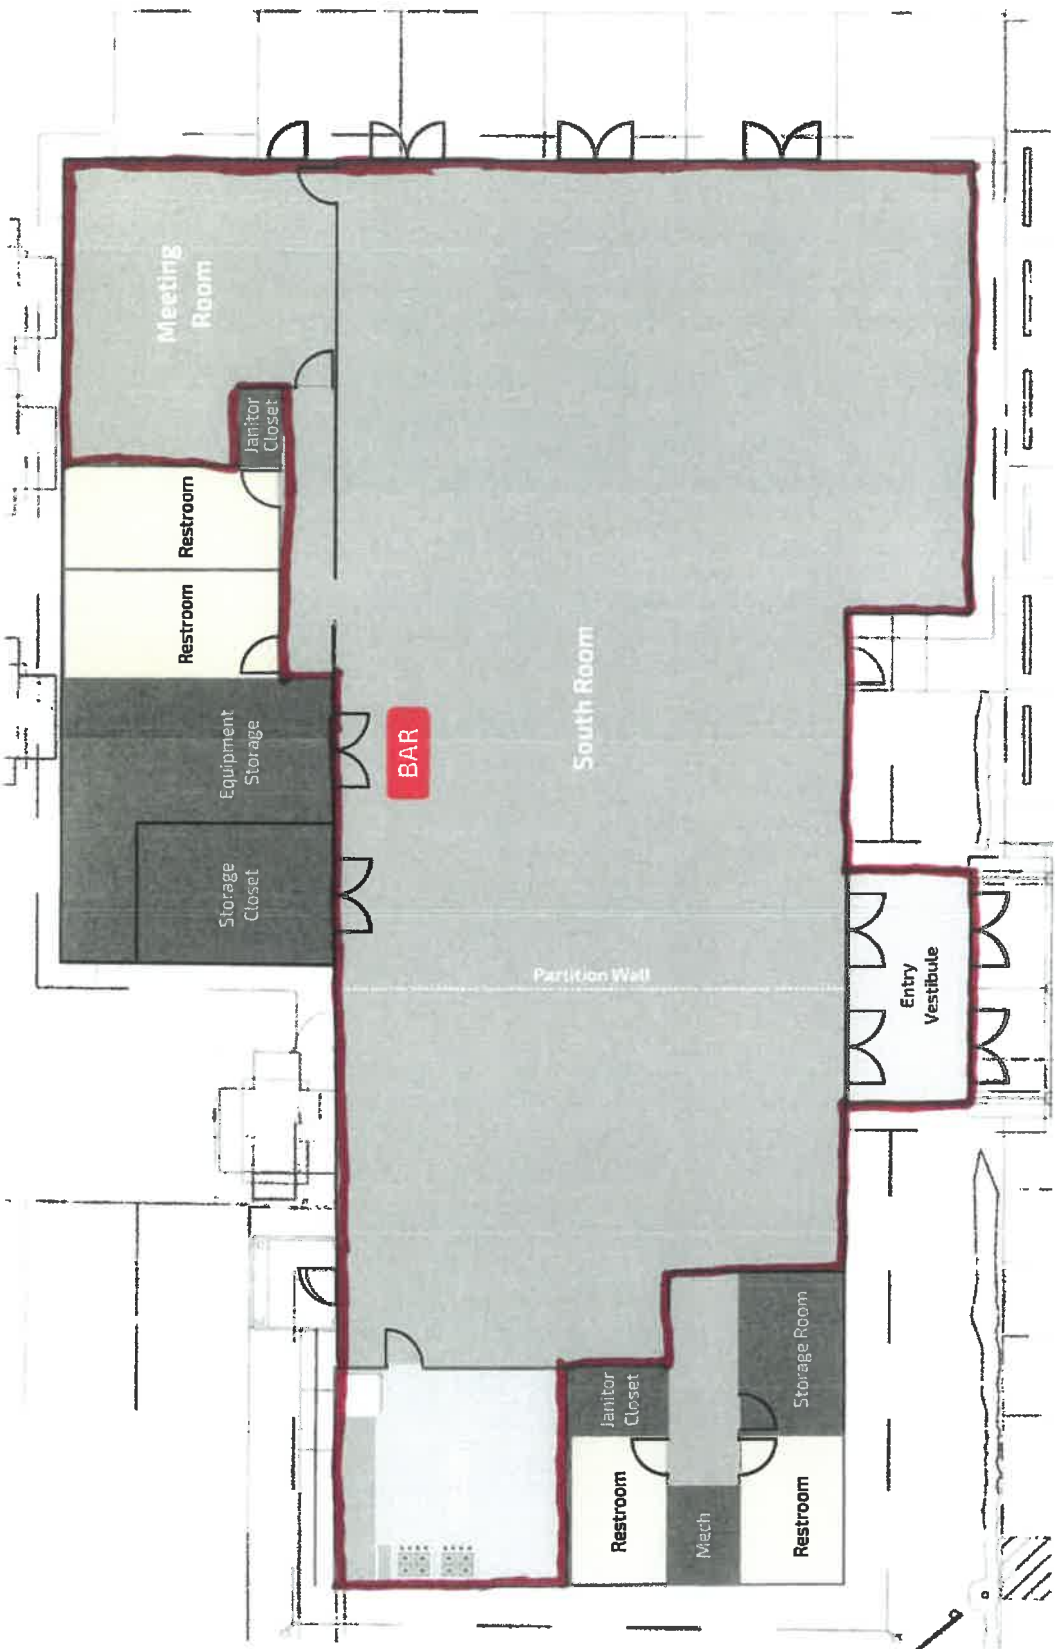 Meeting
Room
Janitor
Closet
Restroom
Restroom
Equipment
Storage
BAR
South Room
Storage
Closet
Partition Wall
Entry
Vestibule
Janitor
Closet
Storage Room
Restroom
Mech
Restroom